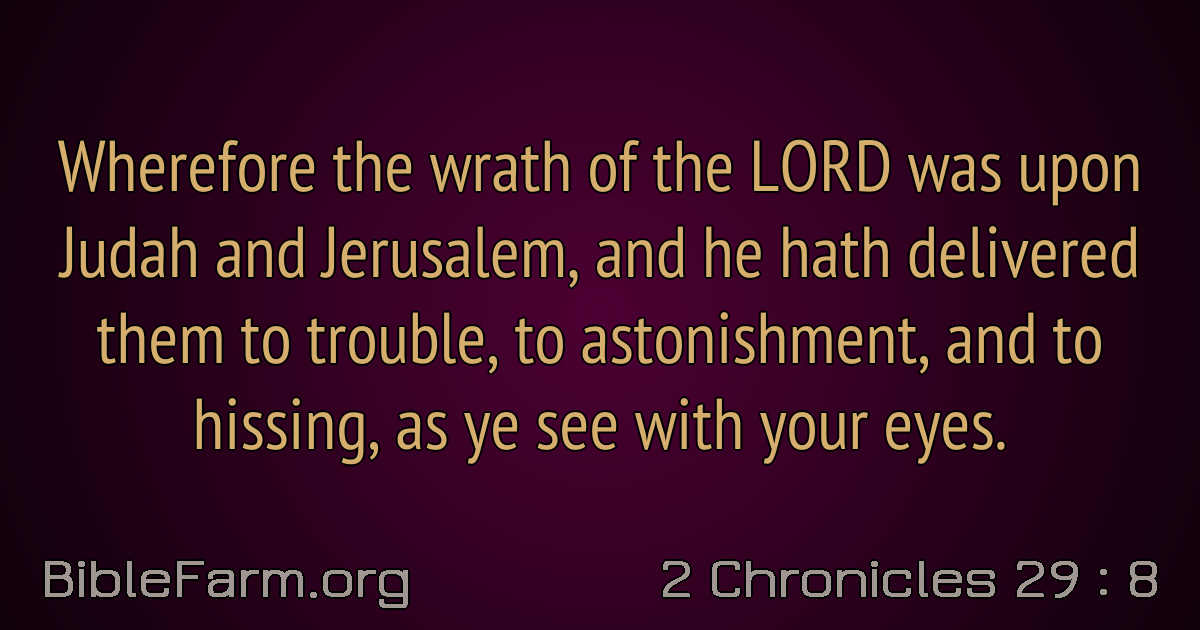 Wherefore the wrath of the LORD was upon
Judah and Jerusalem, and he hath delivered
them to trouble, to astonishment, and to
hissing, as ye see with your eyes.
BibleFarm.org
2 Chronicles 29 : 8